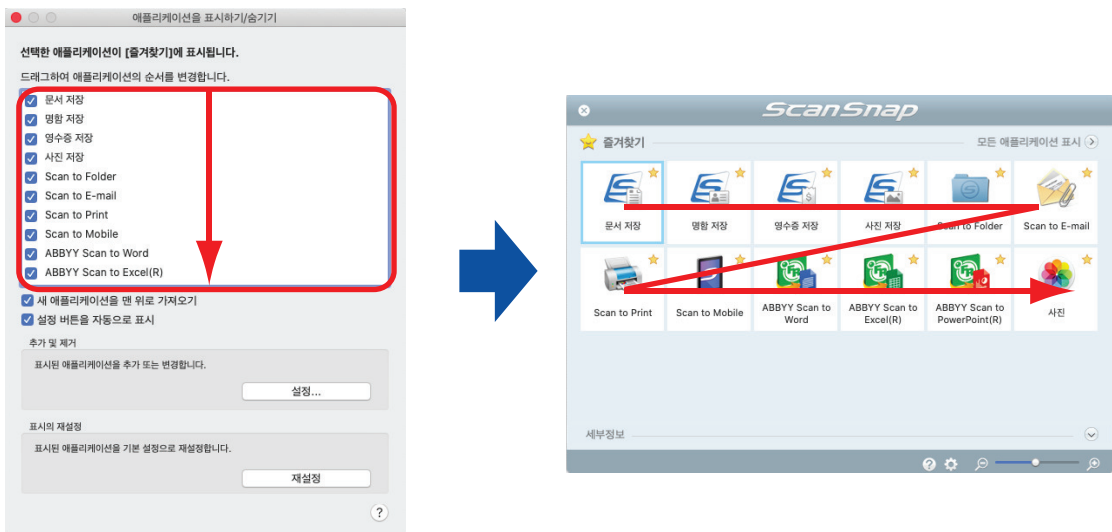 애플리케이션을 표시하기/숨기기
선택한 애플리케이션이 [즐겨찾기]에 표시됩니다.
드래그하여 애플리케이션의 순서를 변경합니다.
문서 저장
명함 저장
영수증 저장
사진 저장
Scan to Folder
Scan to E-mail
Scan to Print
Scan to Mobile
ABBYY Scan to Word
ABBYY Scan to Excel(R)
새 애플리케이션을 맨 위로 가져오기
설정 버튼을 자동으로 표시
추가 및 제거
표시된 애플리케이션을 추가 또는 변경합니다.
설정...
표시의 재설정
표시된 애플리케이션을 기본 설정으로 재설정합니다.
재설정
?
ScanSnap
즐겨찾기
모든 애플리케이션 표시
문서 저장
명함 저장
영수증 저장
사진 저장
Scan to Folder
Scan to E-mail
Scan to Print
Scan to Mobile
ABBYY Scan to
Word
ABBYY Scan to
Excel(R)
ABBYY Scan to
PowerPoint(R)
사진
세부정보
?